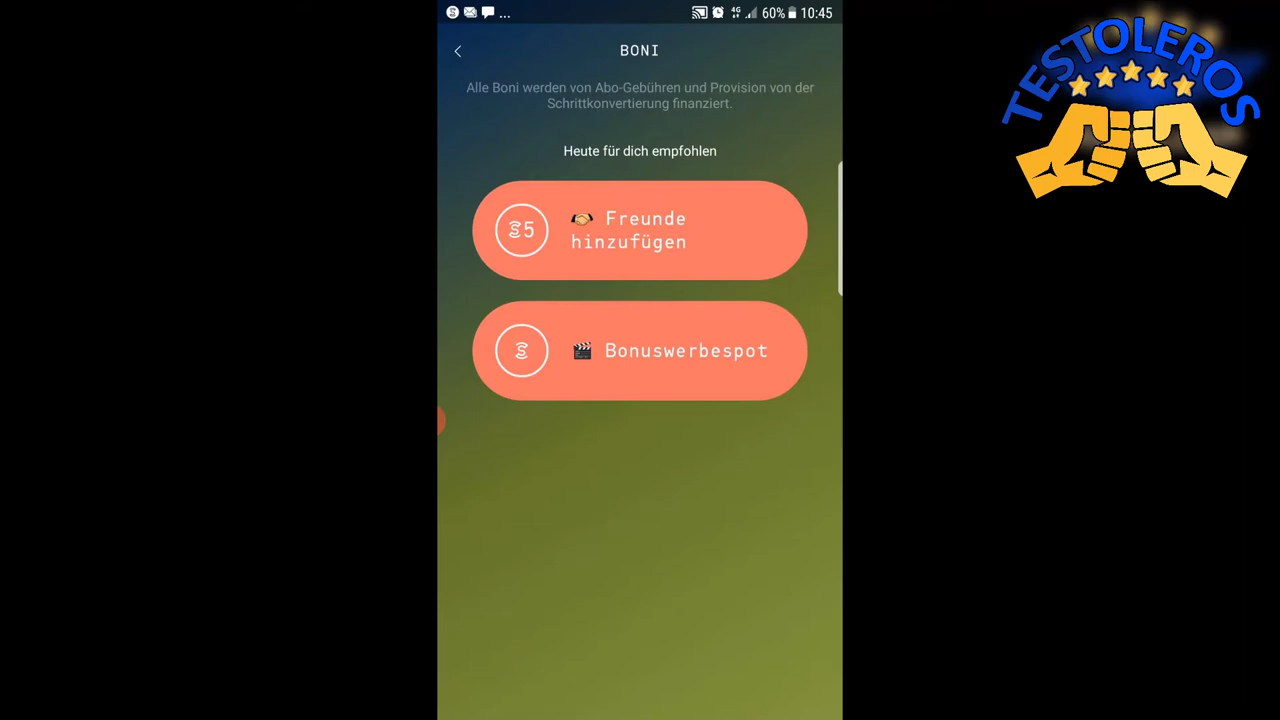 ... 4G 60% 10:45
BONI
Alle Boni werden von Abo-Gebühren und Provision von der
Schrittkonvertierung finanziert.
Heute für dich empfohlen
5
Freunde
hinzufügen
Bonuswerbespot
TESTOLEROS